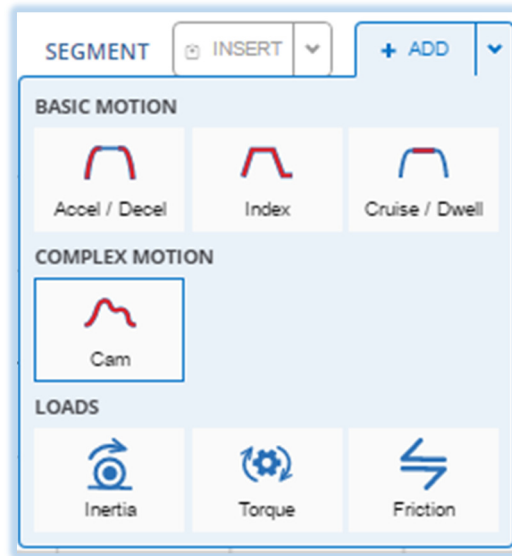 SEGMENT INSERT + ADD
BASIC MOTION
Accel / Decel Index Cruise / Dwell
COMPLEX MOTION
Cam
LOADS
Inertia Torque Friction